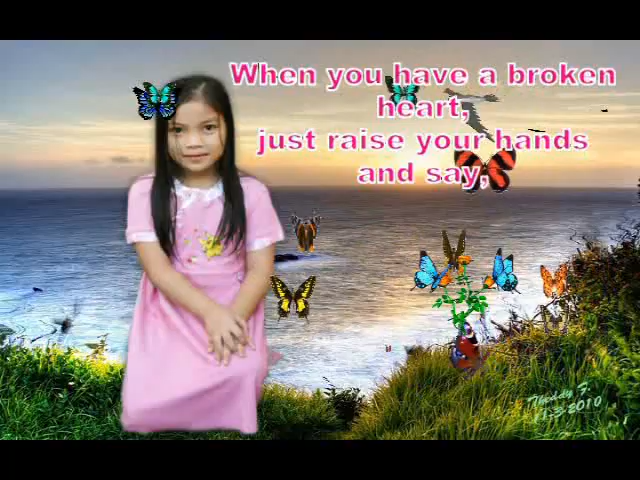 When you have a broken
heart,
just raise your hands
and say,